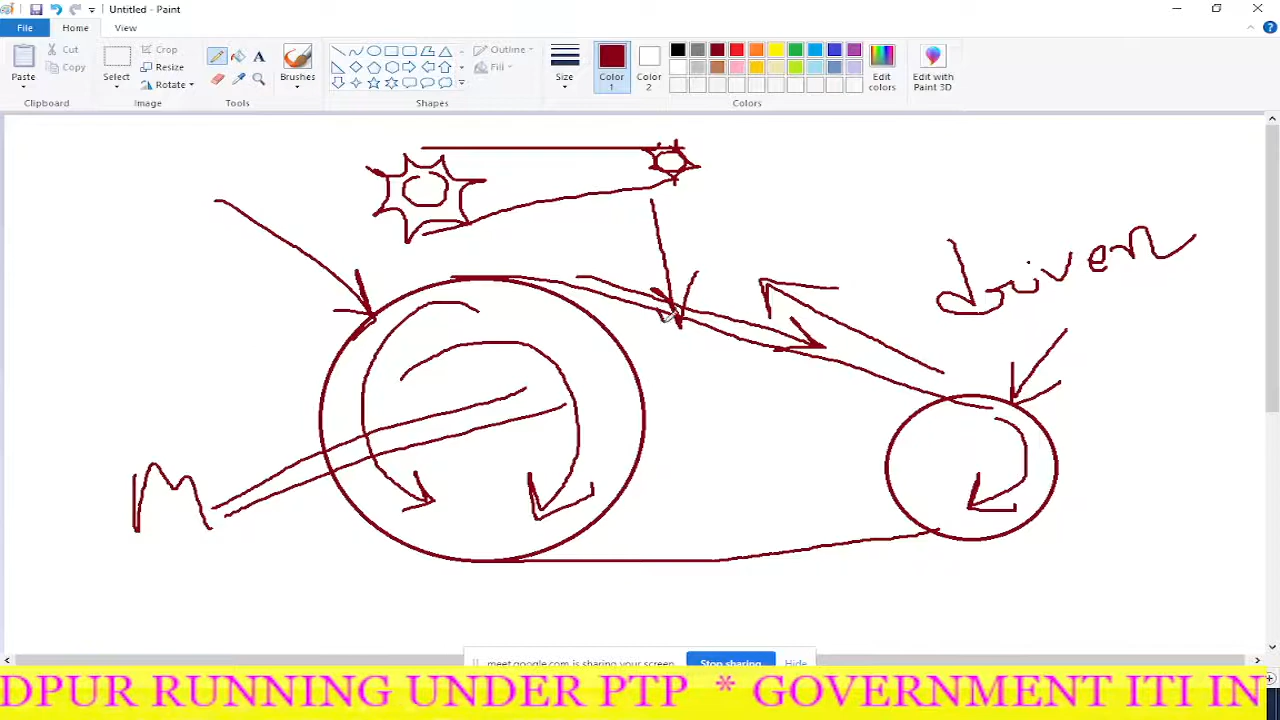 Untitled - Paint
File Home View
Paste Cut Copy Select Crop Resize Rotate Brushes Size Outline Fill Color 1 Color 2 Edit colors Edit with Paint 3D
Clipboard Image Tools Shapes Colors
driven
M
meet.google.com is sharing your screen. Stop sharing Hide
DPUR RUNNING UNDER PTP * GOVERNMENT ITI IN